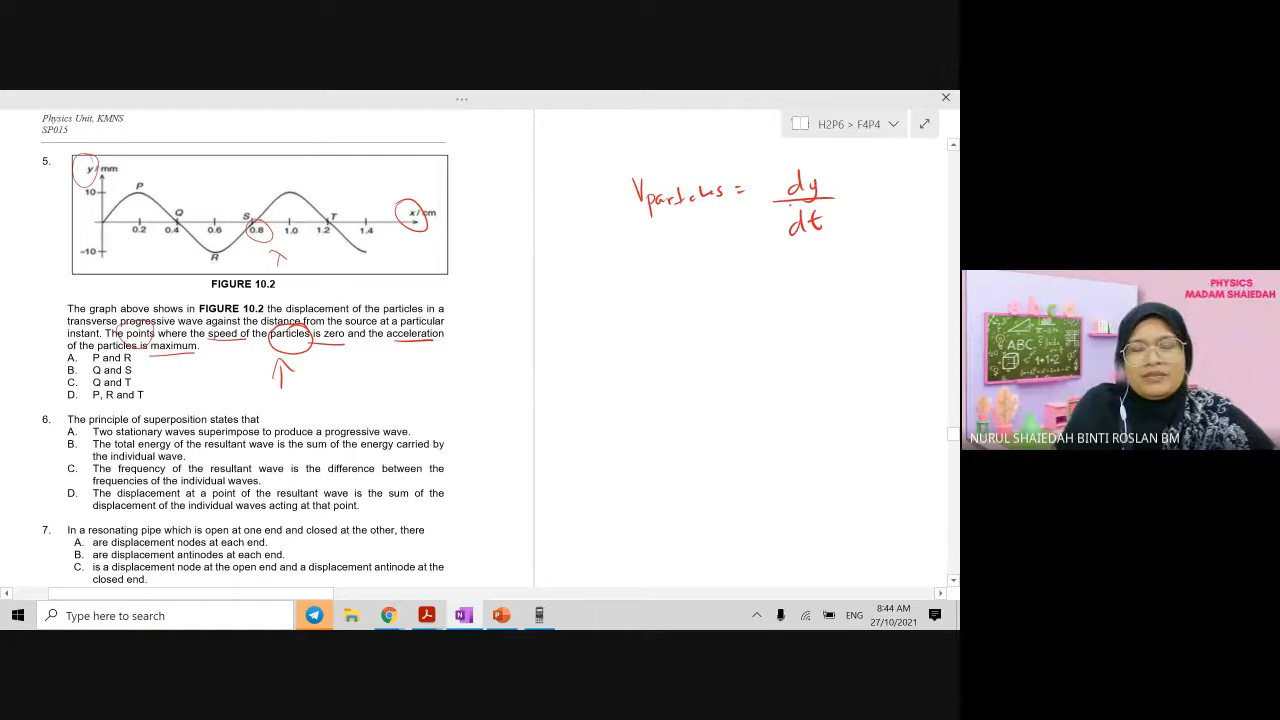 Physics Unit, KMNS
SP015
H2P6 > F4P4
5.
y / mm
10
P
Q
S
T
x / cm
0.2
0.4
0.6
0.8
1.0
1.2
1.4
-10
R
λ
FIGURE 10.2
The graph above shows in FIGURE 10.2 the displacement of the particles in a
transverse progressive wave against the distance from the source at a particular
instant. The points where the speed of the particles is zero and the acceleration
of the particles is maximum.
A. P and R
B. Q and S
C. Q and T
D. P, R and T
6. The principle of superposition states that
A. Two stationary waves superimpose to produce a progressive wave.
B. The total energy of the resultant wave is the sum of the energy carried by
the individual wave.
C. The frequency of the resultant wave is the difference between the
frequencies of the individual waves.
D. The displacement at a point of the resultant wave is the sum of the
displacement of the individual waves acting at that point.
7. In a resonating pipe which is open at one end and closed at the other, there
A. are displacement nodes at each end.
B. are displacement antinodes at each end.
C. is a displacement node at the open end and a displacement antinode at the
closed end.
Vparticles = dy
dt
PHYSICS
MADAM SHAIEDAH
ABC
1+1=2
NURUL SHAIEDAH BINTI ROSLAN BM
Type here to search
ENG
8:44 AM
27/10/2021